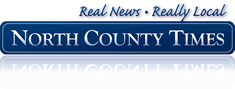 Real News • Really Local
NORTH COUNTY TIMES